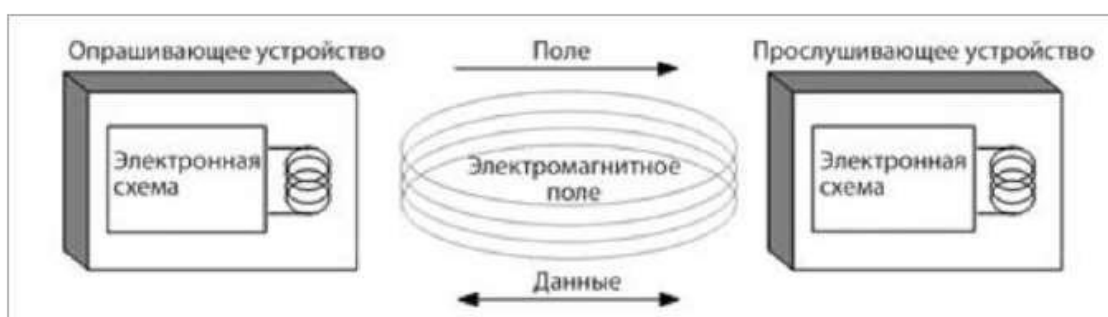 Опрашивающее устройство
Поле
Прослушивающее устройство
Электронная
схема
Электромагнитное
поле
Электронная
схема
Данные